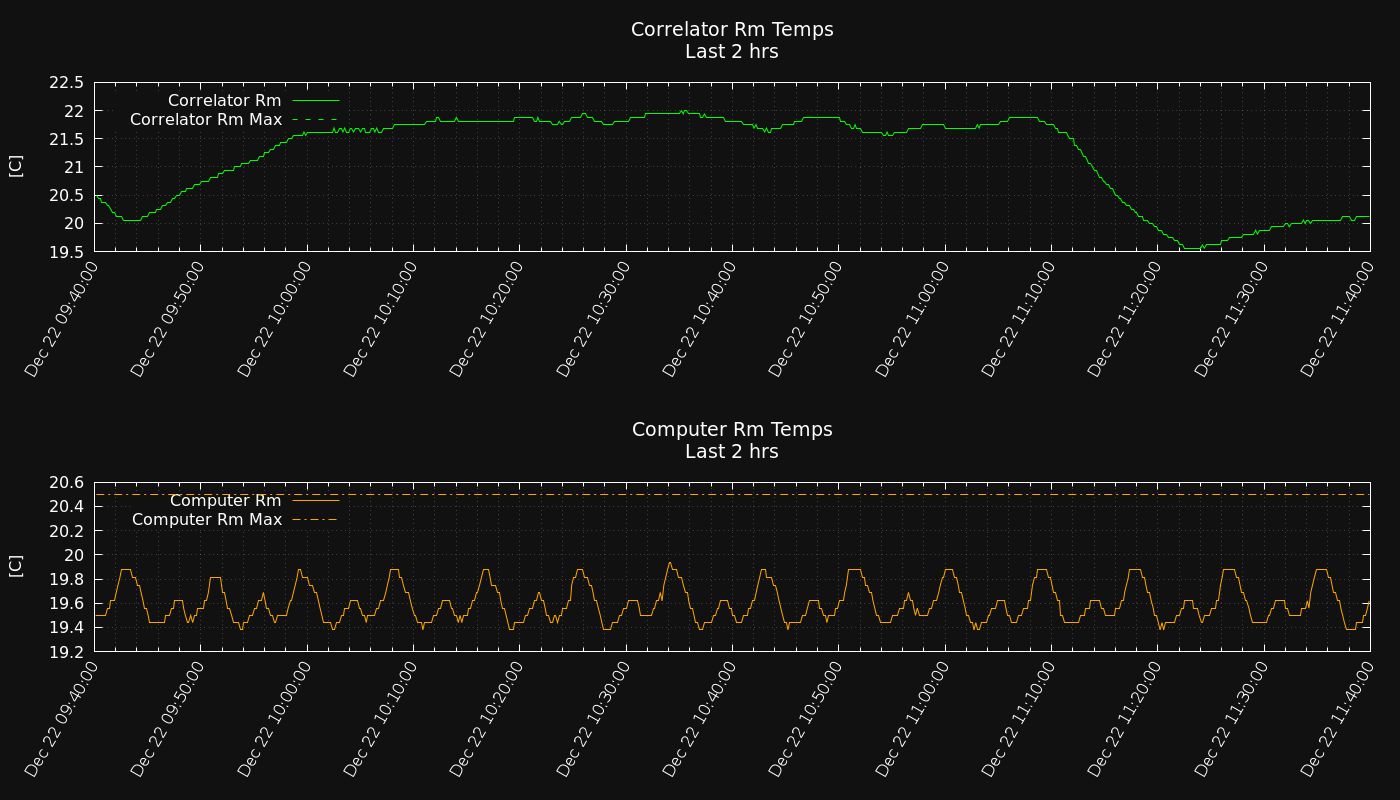 Correlator Rm Temps
Last 2 hrs
22.5
22
21.5
21
20.5
20
19.5
[C]
Correlator Rm
Correlator Rm Max
Dec 22 09:40:00
Dec 22 09:50:00
Dec 22 10:00:00
Dec 22 10:10:00
Dec 22 10:20:00
Dec 22 10:30:00
Dec 22 10:40:00
Dec 22 10:50:00
Dec 22 11:00:00
Dec 22 11:10:00
Dec 22 11:20:00
Dec 22 11:30:00
Dec 22 11:40:00
Computer Rm Temps
Last 2 hrs
20.6
20.4
20.2
20
19.8
19.6
19.4
19.2
[C]
Computer Rm
Computer Rm Max
Dec 22 09:40:00
Dec 22 09:50:00
Dec 22 10:00:00
Dec 22 10:10:00
Dec 22 10:20:00
Dec 22 10:30:00
Dec 22 10:40:00
Dec 22 10:50:00
Dec 22 11:00:00
Dec 22 11:10:00
Dec 22 11:20:00
Dec 22 11:30:00
Dec 22 11:40:00